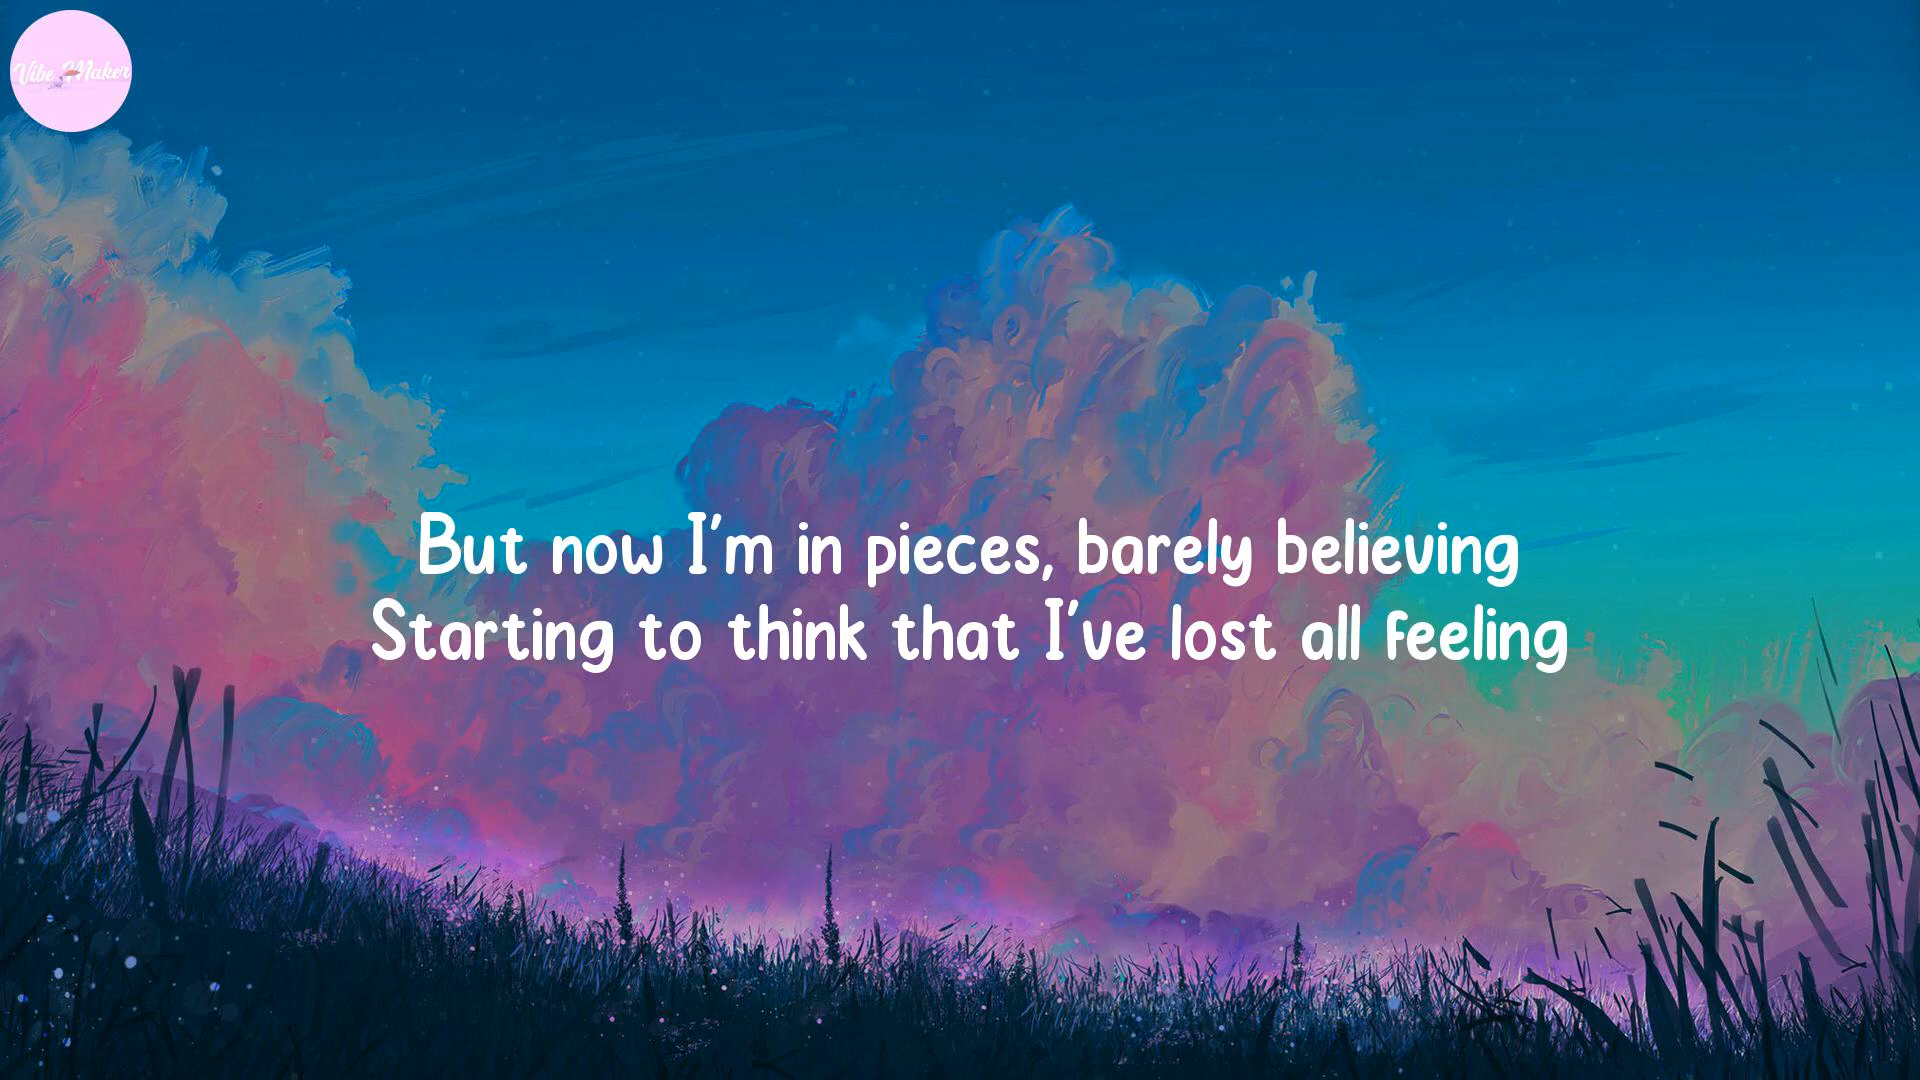 Vibe Maker
But now I'm in pieces, barely believing
Starting to think that I've lost all feeling